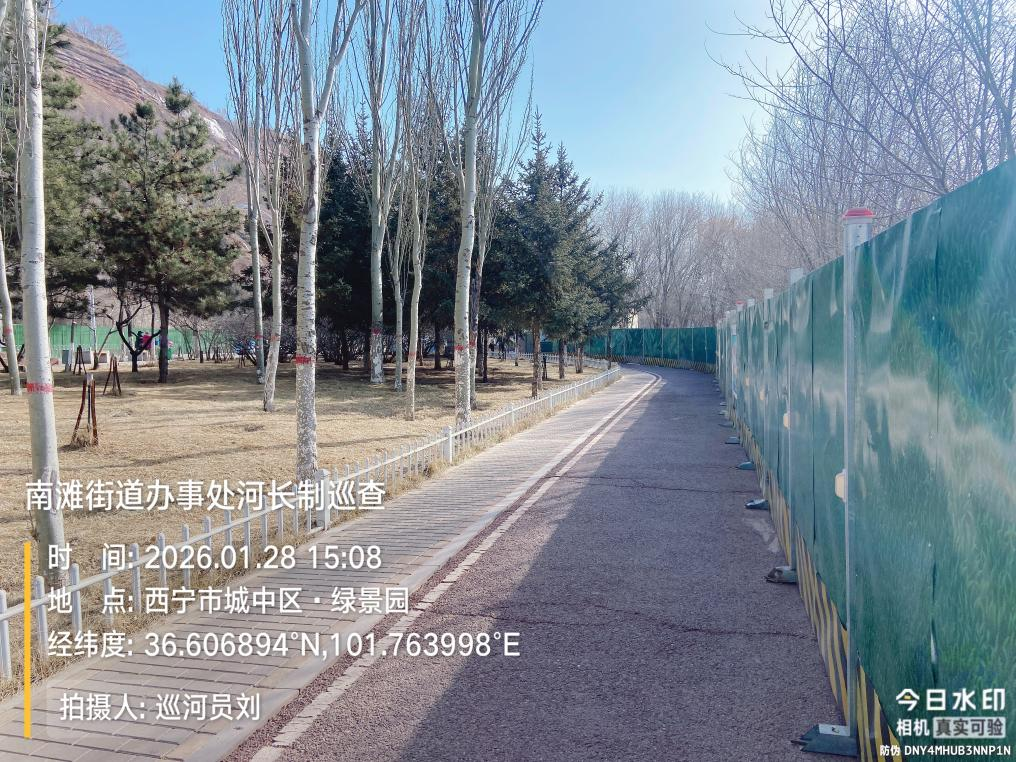 南滩街道办事处河长制巡查
时 间: 2026.01.28 15:08
地 点: 西宁市城中区·绿景园
经纬度: 36.606894°N,101.763998°E
拍摄人: 巡河员刘
今日水印
相机 真实可验
防伪 DNY4MHUB3NNP1N